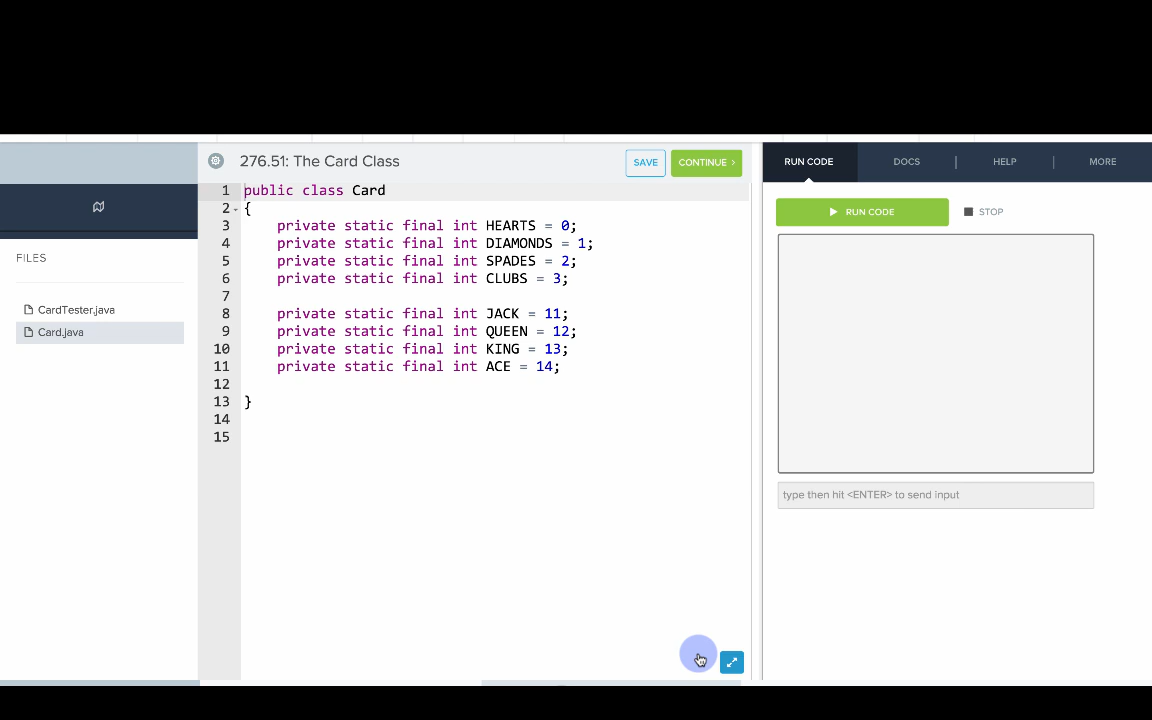 276.51: The Card Class
SAVE
CONTINUE >
RUN CODE
DOCS
|
HELP
|
MORE
FILES
CardTester.java
Card.java
1 public class Card
2 {
3 private static final int HEARTS = 0;
4 private static final int DIAMONDS = 1;
5 private static final int SPADES = 2;
6 private static final int CLUBS = 3;
7
8 private static final int JACK = 11;
9 private static final int QUEEN = 12;
10 private static final int KING = 13;
11 private static final int ACE = 14;
12
13 }
14
15
RUN CODE
STOP
type then hit <ENTER> to send input